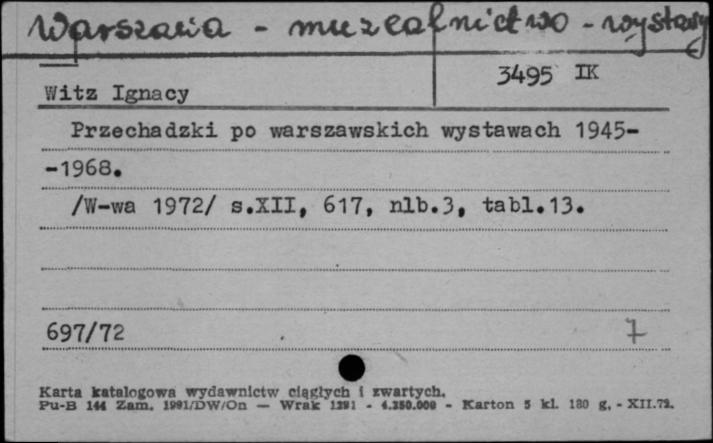 Warszawa - muzealnictwo - wystawy
3495 IK
Witz Ignacy
Przechadzki po warszawskich wystawach 1945-
-1968.
/W-wa 1972/ s.XII, 617, nlb.3, tabl.13.
697/72 7
Karta katalogowa wydawnictw ciągłych i zwartych.
Pu-B 144 Zam. 1991/DW/On — Wrak 1291 - 4.350.000 - Karton 5 kl. 180 g. - XII.72.